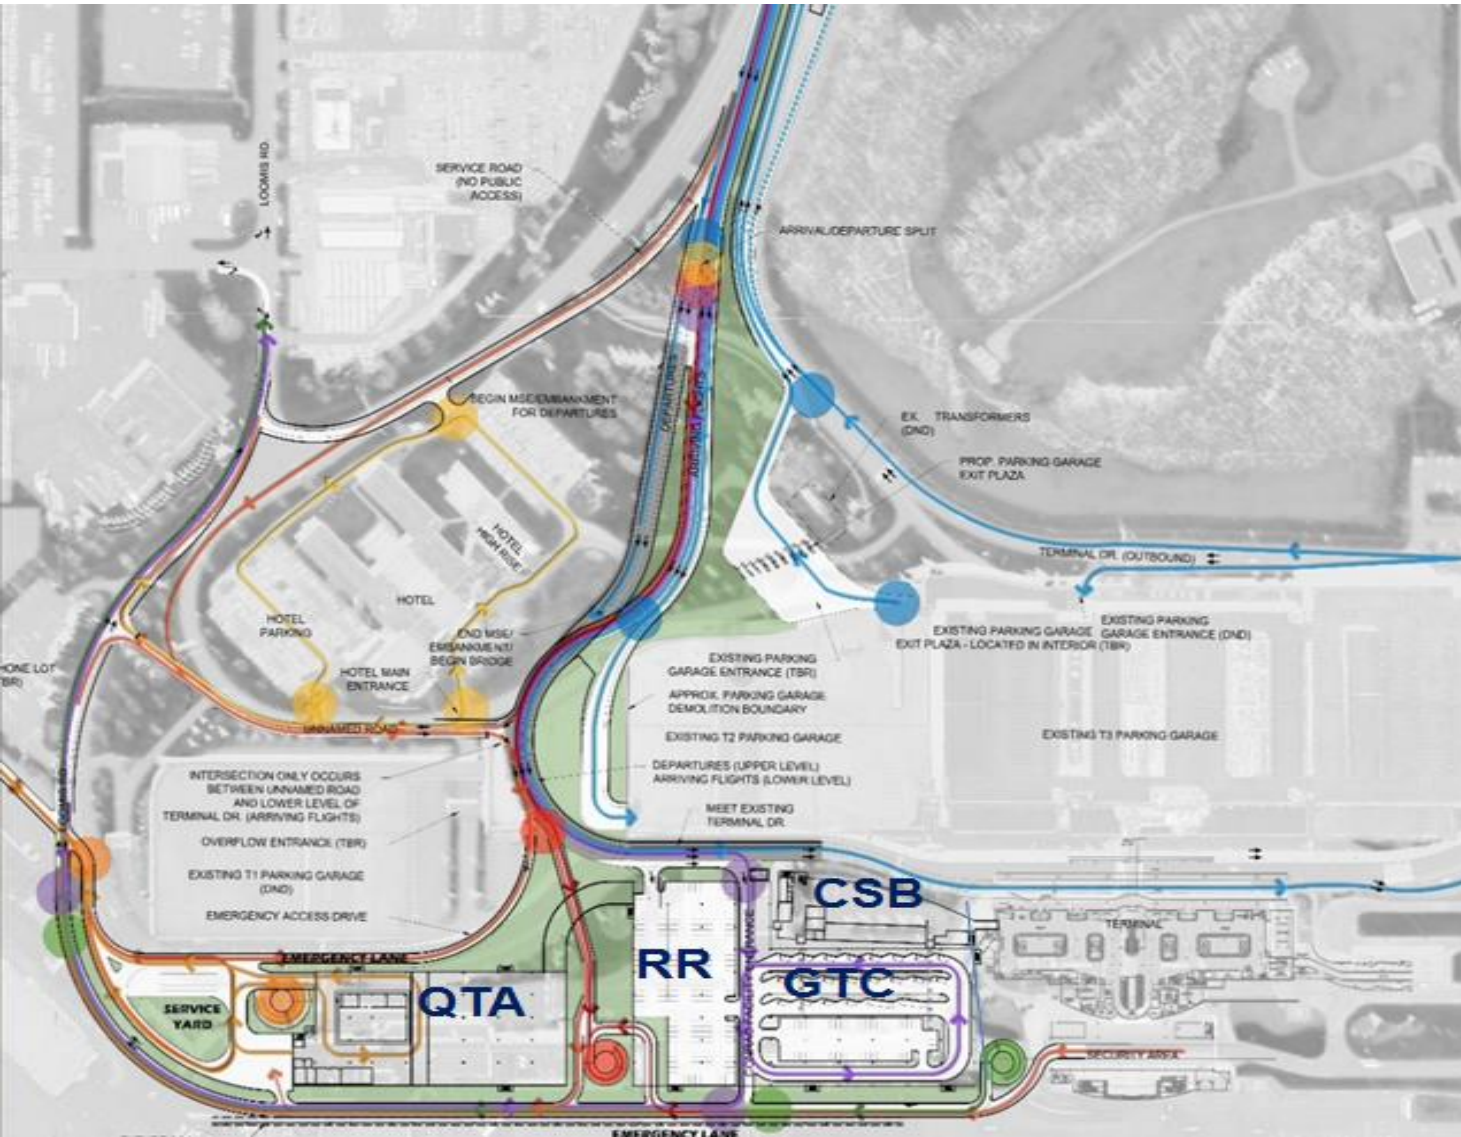 LOOMIS RD.
SERVICE ROAD
(NO PUBLIC
ACCESS)
ARRIVAL/DEPARTURE SPLIT
DEPARTURES
BEGIN MSE/EMBANKMENT
FOR DEPARTURES
EX. TRANSFORMERS
(DND)
PROP. PARKING GARAGE
EXIT PLAZA
TERMINAL DR. (OUTBOUND)
HOTEL
HIGH RISE
HOTEL
HOTEL
PARKING
END MSE/
EMBANKMENT/
BEGIN BRIDGE
HOTEL MAIN
ENTRANCE
UNNAMED ROAD
HONE LOT
TBR)
EXISTING PARKING GARAGE
EXIT PLAZA - LOCATED IN INTERIOR (TBR)
EXISTING PARKING
GARAGE ENTRANCE (DND)
EXISTING PARKING
GARAGE ENTRANCE (TBR)
APPROX. PARKING GARAGE
DEMOLITION BOUNDARY
EXISTING T2 PARKING GARAGE
EXISTING T3 PARKING GARAGE
DEPARTURES (UPPER LEVEL)
ARRIVING FLIGHTS (LOWER LEVEL)
MEET EXISTING
TERMINAL DR.
INTERSECTION ONLY OCCURS
BETWEEN UNNAMED ROAD
AND LOWER LEVEL OF
TERMINAL DR. (ARRIVING FLIGHTS)
OVERFLOW ENTRANCE (TBR)
EXISTING T1 PARKING GARAGE
(DND)
EMERGENCY ACCESS DRIVE
LOOMIS RD
EMERGENCY LANE
SERVICE
YARD
QTA
RR
CSB
GTC
TERMINAL
SECURITY AREA
EMERGENCY LANE